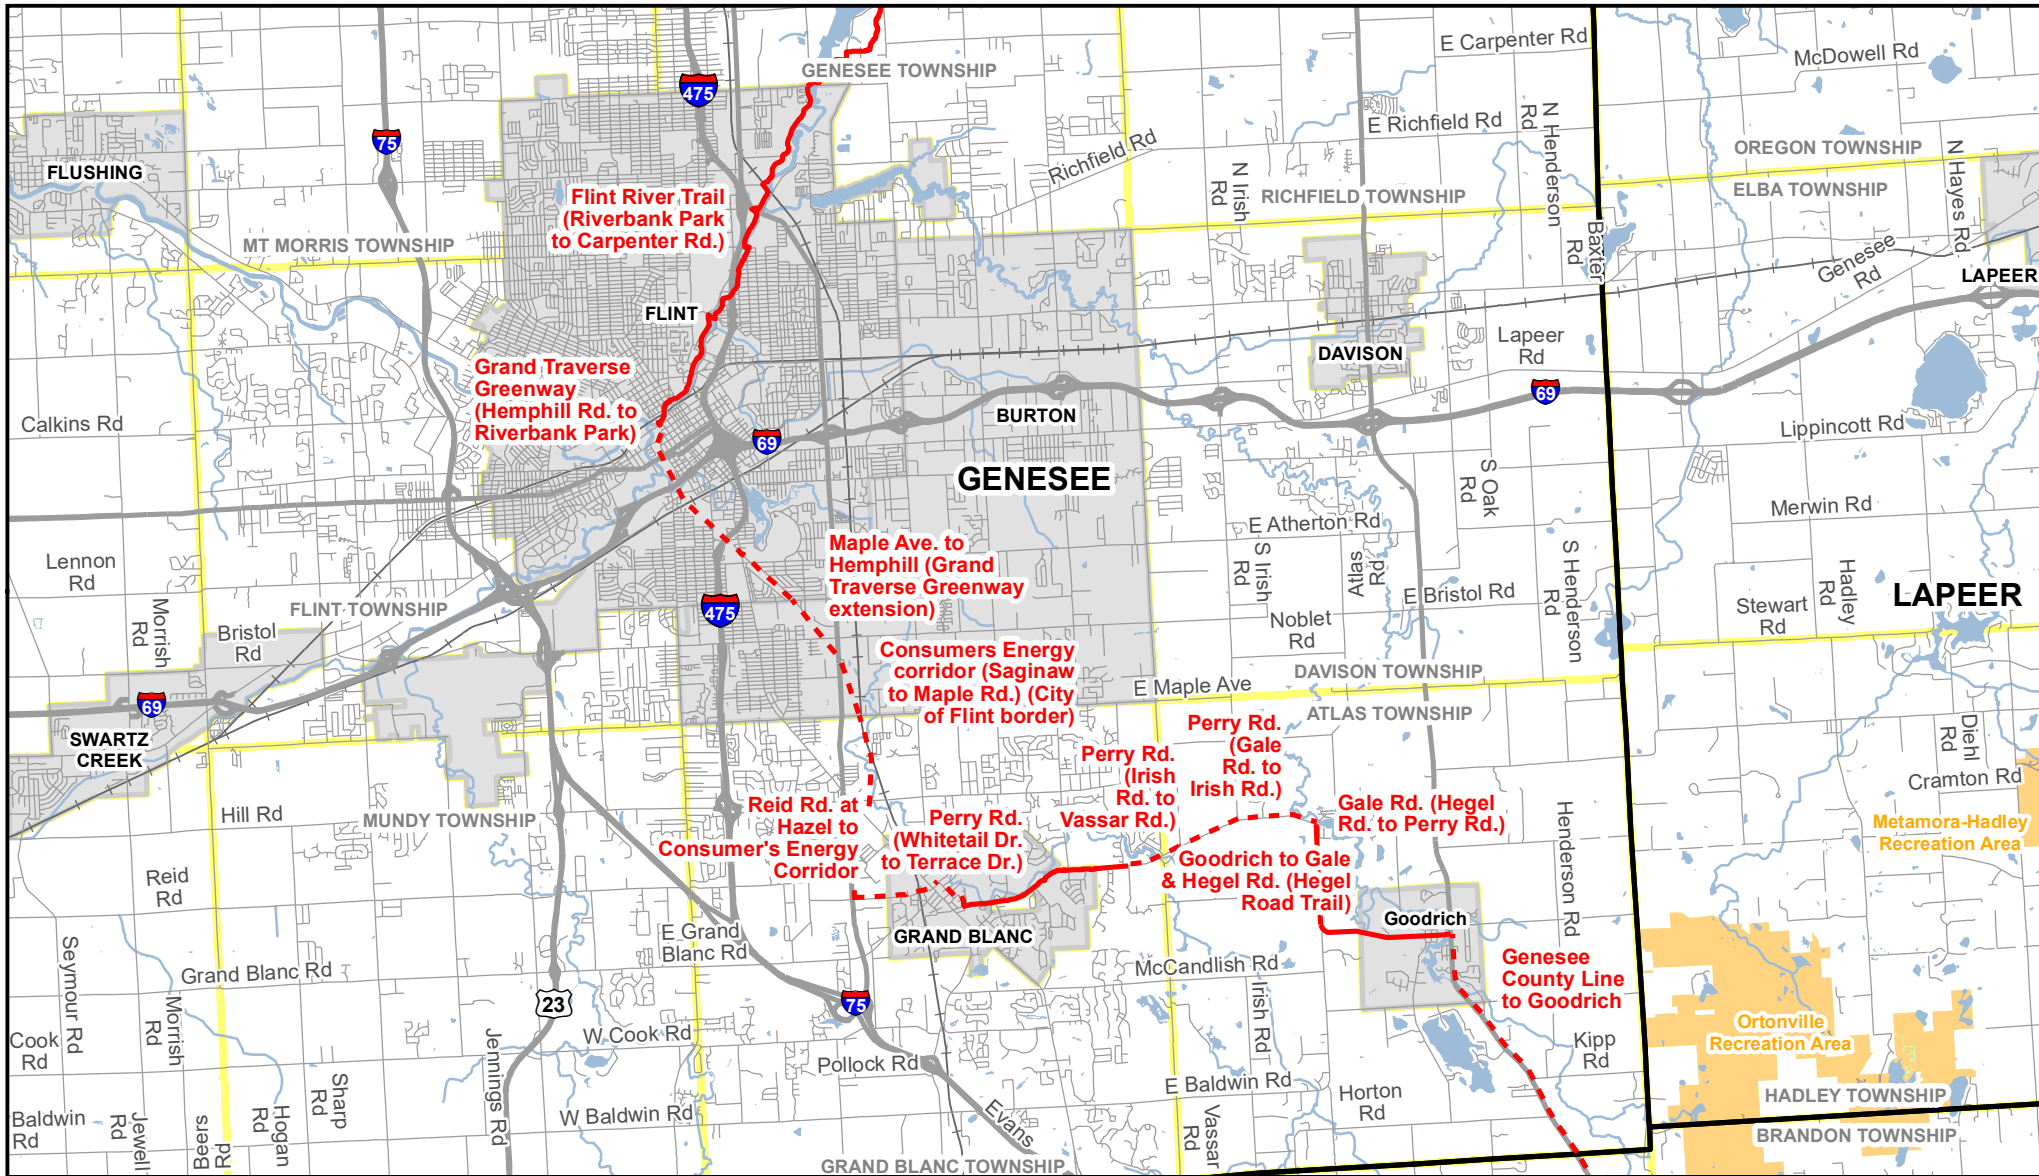 E Carpenter Rd
McDowell Rd
GENESEE TOWNSHIP
475
75
E Richfield Rd
N Henderson
Rd
Richfield Rd
OREGON TOWNSHIP
FLUSHING
N Irish
Rd
RICHFIELD TOWNSHIP
ELBA TOWNSHIP
N Hayes Rd
Flint River Trail
(Riverbank Park
to Carpenter Rd.)
MT MORRIS TOWNSHIP
Baxter
Rd
Genesee
Rd
LAPEER
FLINT
DAVISON
Lapeer
Rd
Grand Traverse
Greenway
(Hemphill Rd. to
Riverbank Park)
69
Calkins Rd
BURTON
69
Lippincott Rd
GENESEE
S Oak
Rd
Merwin Rd
E Atherton Rd
Maple Ave. to
Hemphill (Grand
Traverse Greenway
extension)
Lennon
Rd
S Irish
Rd
Atlas
Rd
S Henderson
Rd
Hadley
Rd
E Bristol Rd
LAPEER
475
FLINT TOWNSHIP
Morrish
Rd
Bristol
Rd
Noblet
Rd
Stewart
Rd
Consumers Energy
corridor (Saginaw
to Maple Rd.) (City
of Flint border)
DAVISON TOWNSHIP
E Maple Ave
69
ATLAS TOWNSHIP
SWARTZ
CREEK
Perry Rd.
(Gale
Rd. to
Irish Rd.)
Diehl
Rd
Perry Rd.
(Irish
Rd. to
Vassar Rd.)
Cramton Rd
Hill Rd
MUNDY TOWNSHIP
Reid Rd. at
Hazel to
Consumer's Energy
Corridor
Perry Rd.
(Whitetail Dr.
to Terrace Dr.)
Gale Rd. (Hegel
Rd. to Perry Rd.)
Henderson Rd
Metamora-Hadley
Recreation Area
Goodrich to Gale
& Hegel Rd. (Hegel
Road Trail)
Reid
Rd
Goodrich
E Grand
Blanc Rd
GRAND BLANC
Seymour Rd
Grand Blanc Rd
McCandlish Rd
Genesee
County Line
to Goodrich
23
75
Morrish
Rd
Irish Rd
Ortonville
Recreation Area
Cook
Rd
W Cook Rd
Kipp
Rd
Pollock Rd
Jennings Rd
Sharp
Rd
E Baldwin Rd
Horton
Rd
HADLEY TOWNSHIP
Baldwin
Rd
Jewell
Rd
Beers
Rd
Hogan
Rd
W Baldwin Rd
Evans
Vassar
Rd
BRANDON TOWNSHIP
GRAND BLANC TOWNSHIP